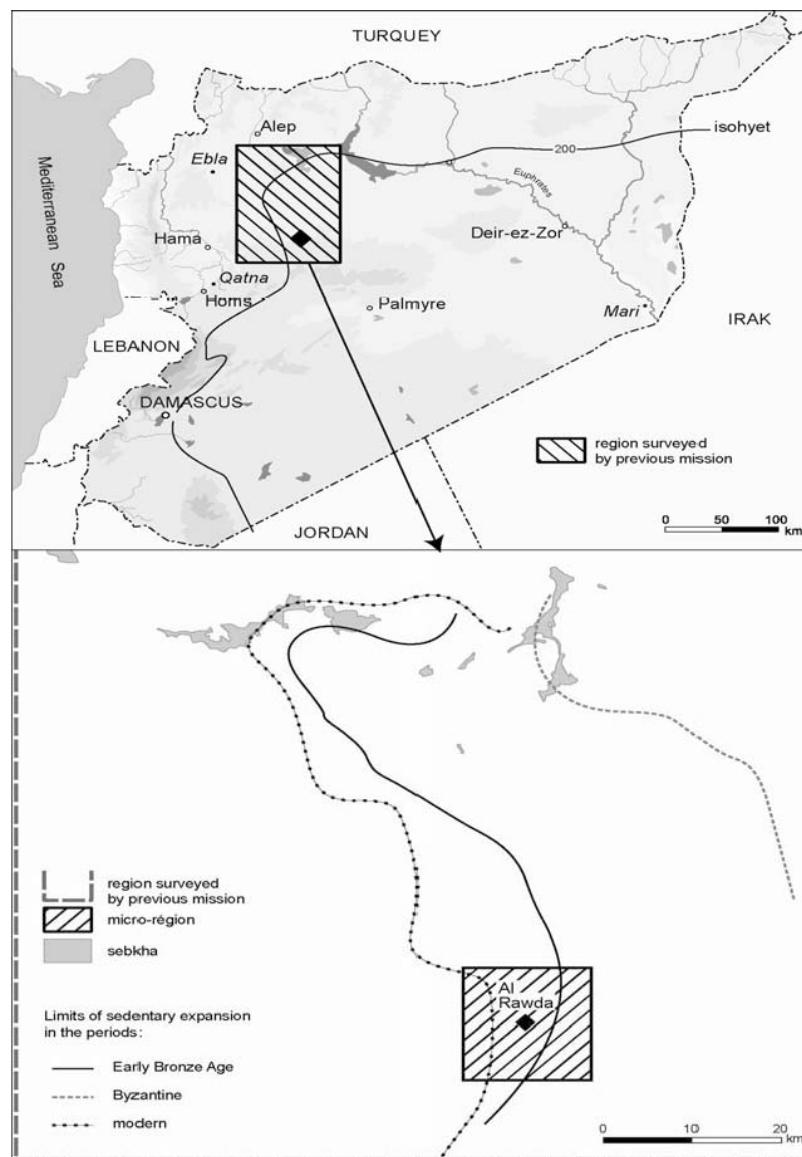 TURQUEY
Alep
isohyet
200
Ebla
Euphrates
Mediterranean Sea
Hama
Deir-ez-Zor
Qatna
Homs
Palmyre
Mari
IRAK
LEBANON
DAMASCUS
region surveyed
by previous mission
0 50 100
km
JORDAN
region surveyed
by previous mission
micro-région
sebkha
Al
Rawda
Limits of sedentary expansion
in the periods :
Early Bronze Age
Byzantine
modern
0 10 20
km